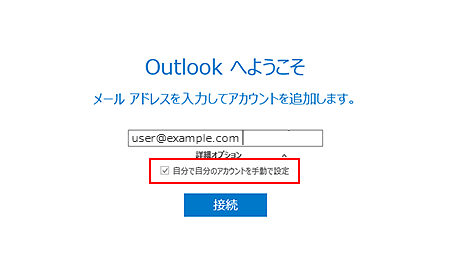 Outlook へようこそ
メール アドレスを入力してアカウントを追加します。
user@example.com
詳細オプション
自分で自分のアカウントを手動で設定
接続